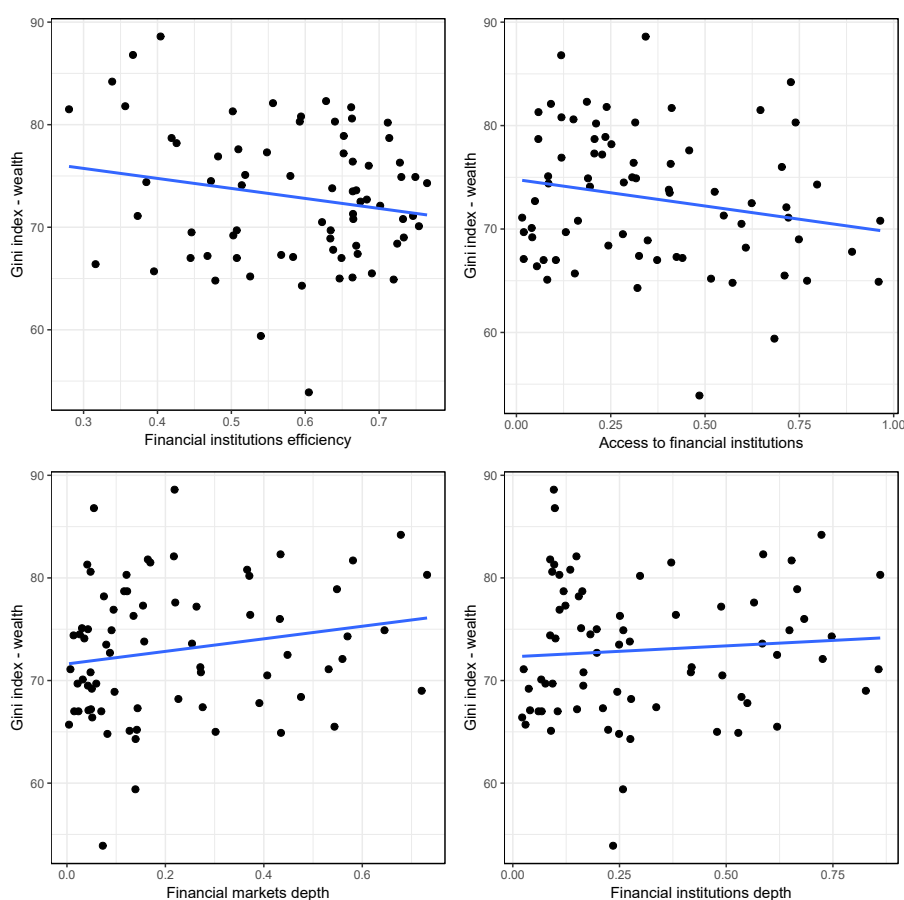 90
80
70
60
Gini index - wealth
0.3 0.4 0.5 0.6 0.7
Financial institutions efficiency
90
80
70
60
Gini index - wealth
0.00 0.25 0.50 0.75 1.00
Access to financial institutions
90
80
70
60
Gini index - wealth
0.0 0.2 0.4 0.6
Financial markets depth
90
80
70
60
Gini index - wealth
0.00 0.25 0.50 0.75
Financial institutions depth